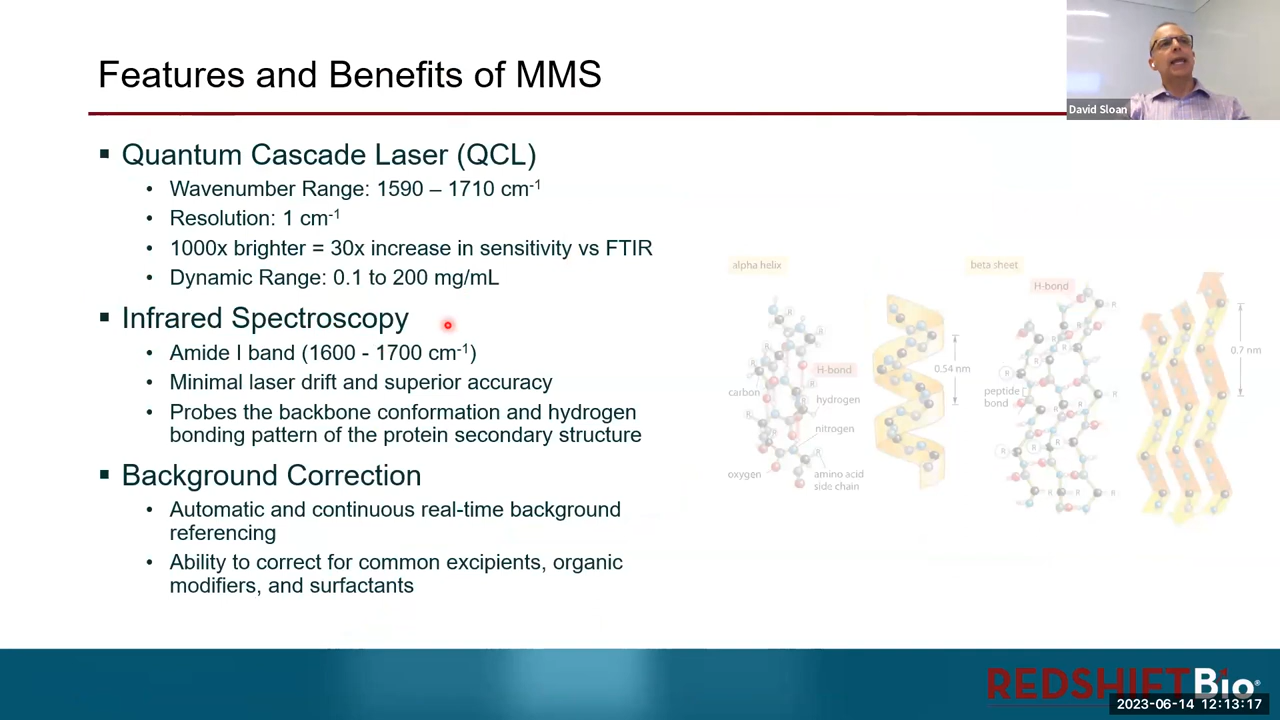 Features and Benefits of MMS
David Sloan
▪ Quantum Cascade Laser (QCL)
• Wavenumber Range: 1590 – 1710 cm⁻¹
• Resolution: 1 cm⁻¹
• 1000x brighter = 30x increase in sensitivity vs FTIR
• Dynamic Range: 0.1 to 200 mg/mL
▪ Infrared Spectroscopy
• Amide I band (1600 - 1700 cm⁻¹)
• Minimal laser drift and superior accuracy
• Probes the backbone conformation and hydrogen
bonding pattern of the protein secondary structure
▪ Background Correction
• Automatic and continuous real-time background
referencing
• Ability to correct for common excipients, organic
modifiers, and surfactants
alpha helix
H-bond
carbon
hydrogen
nitrogen
oxygen
amino acid
side chain
0.54 nm
beta sheet
H-bond
peptide
bond
0.7 nm
REDSHIFTBio®
2023-06-14 12:13:17